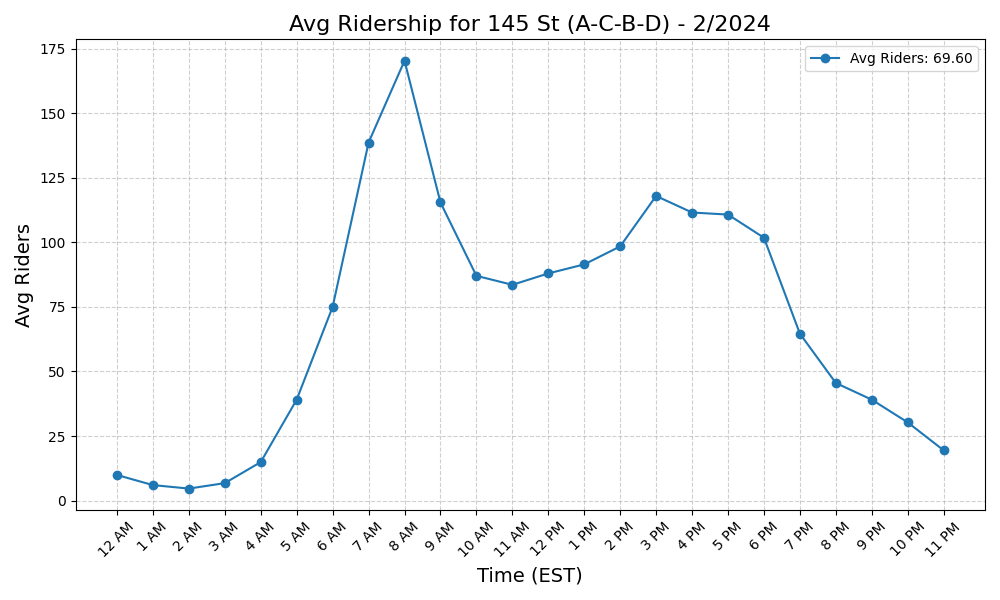 Avg Ridership for 145 St (A-C-B-D) - 2/2024
Avg Riders: 69.60
Avg Riders
175
150
125
100
75
50
25
0
12 AM
1 AM
2 AM
3 AM
4 AM
5 AM
6 AM
7 AM
8 AM
9 AM
10 AM
11 AM
12 PM
1 PM
2 PM
3 PM
4 PM
5 PM
6 PM
7 PM
8 PM
9 PM
10 PM
11 PM
Time (EST)